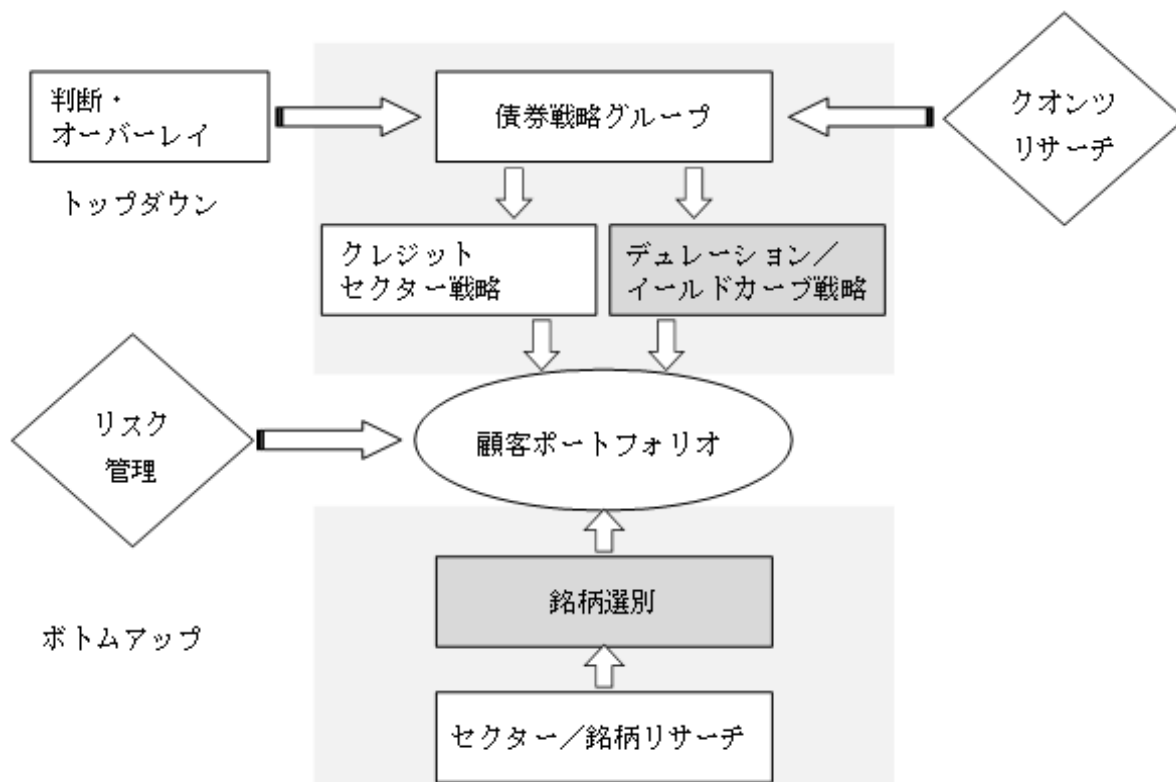 判断・
オーバーレイ
債券戦略グループ
クオンツ
リサーチ
トップダウン
クレジット
セクター戦略
デュレーション／
イールドカーブ戦略
リスク
管理
顧客ポートフォリオ
銘柄選別
ボトムアップ
セクター／銘柄リサーチ